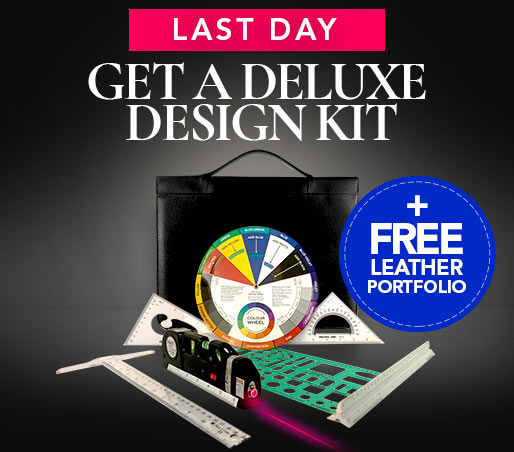 LAST DAY
GET A DELUXE
DESIGN KIT
+
FREE
LEATHER
PORTFOLIO
COLOUR
WHEEL